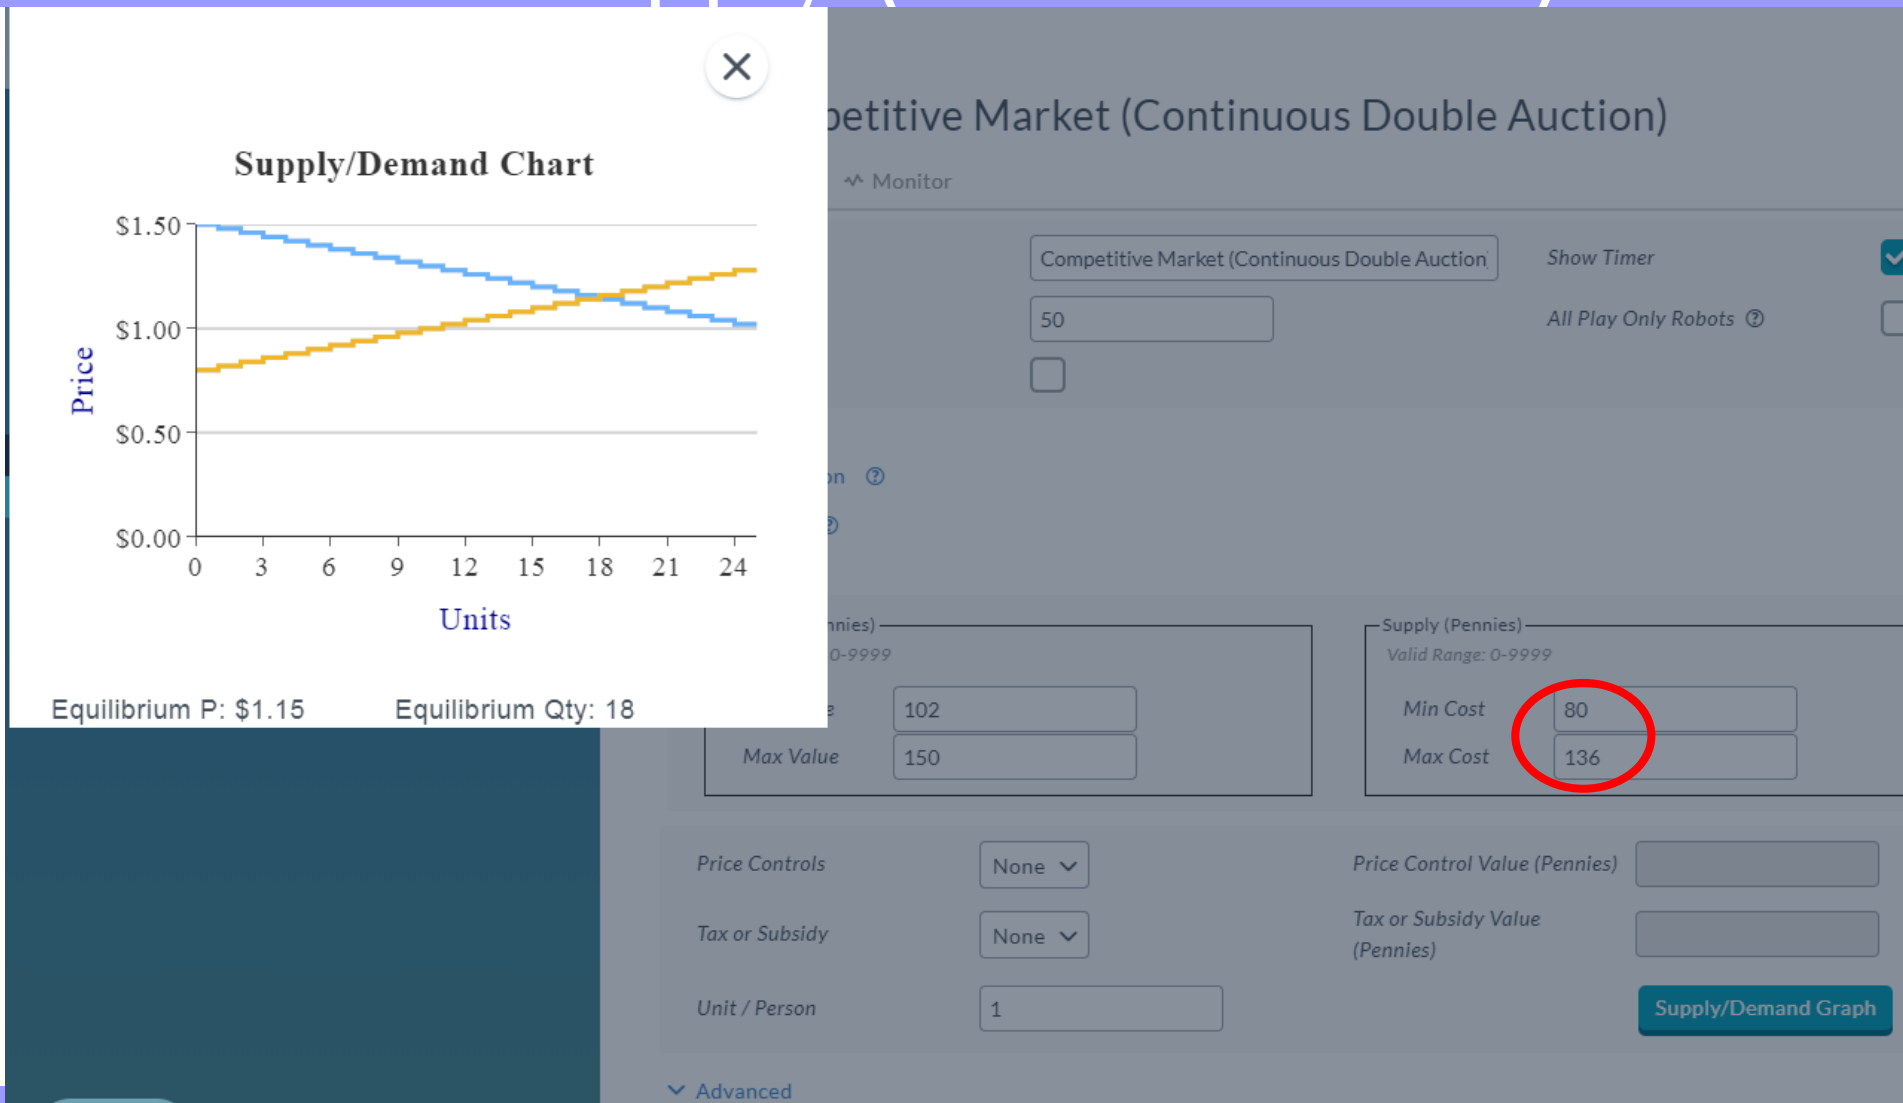 petitive Market (Continuous Double Auction)
Monitor
Supply/Demand Chart
$1.50
$1.00
$0.50
$0.00
Price
0 3 6 9 12 15 18 21 24
Units
Equilibrium P: $1.15 Equilibrium Qty: 18
Competitive Market (Continuous Double Auction
Show Timer
50
All Play Only Robots
on
nnies)
0-9999
e 102
Max Value 150
Supply (Pennies)
Valid Range: 0-9999
Min Cost 80
Max Cost 136
Price Controls None
Price Control Value (Pennies)
Tax or Subsidy None
Tax or Subsidy Value
(Pennies)
Unit / Person 1
Supply/Demand Graph
Advanced